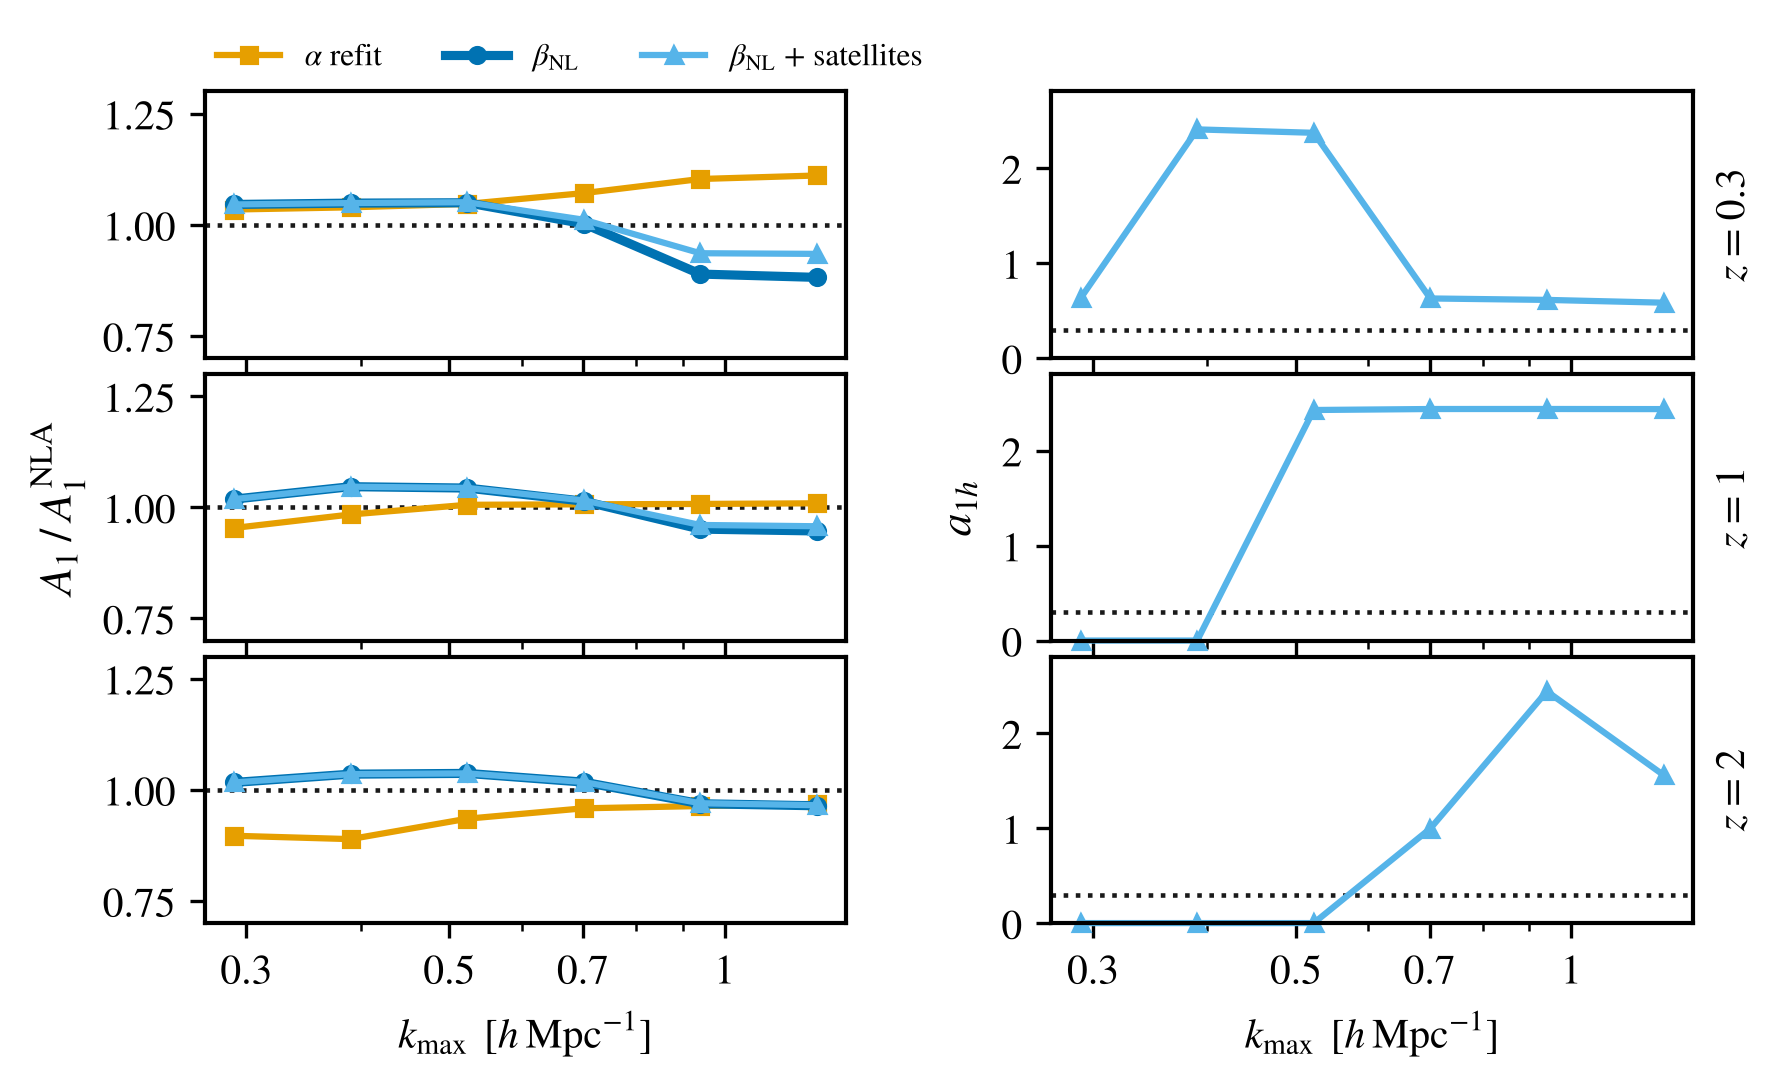 α refit
β_NL
β_NL + satellites
1.25
1.00
0.75
1.25
1.00
0.75
1.25
1.00
0.75
A_1 / A_1^NLA
0.3
0.5
0.7
1
k_max [h Mpc^−1]
2
1
0
2
1
0
2
1
0
a_1h
z = 0.3
z = 1
z = 2
0.3
0.5
0.7
1
k_max [h Mpc^−1]